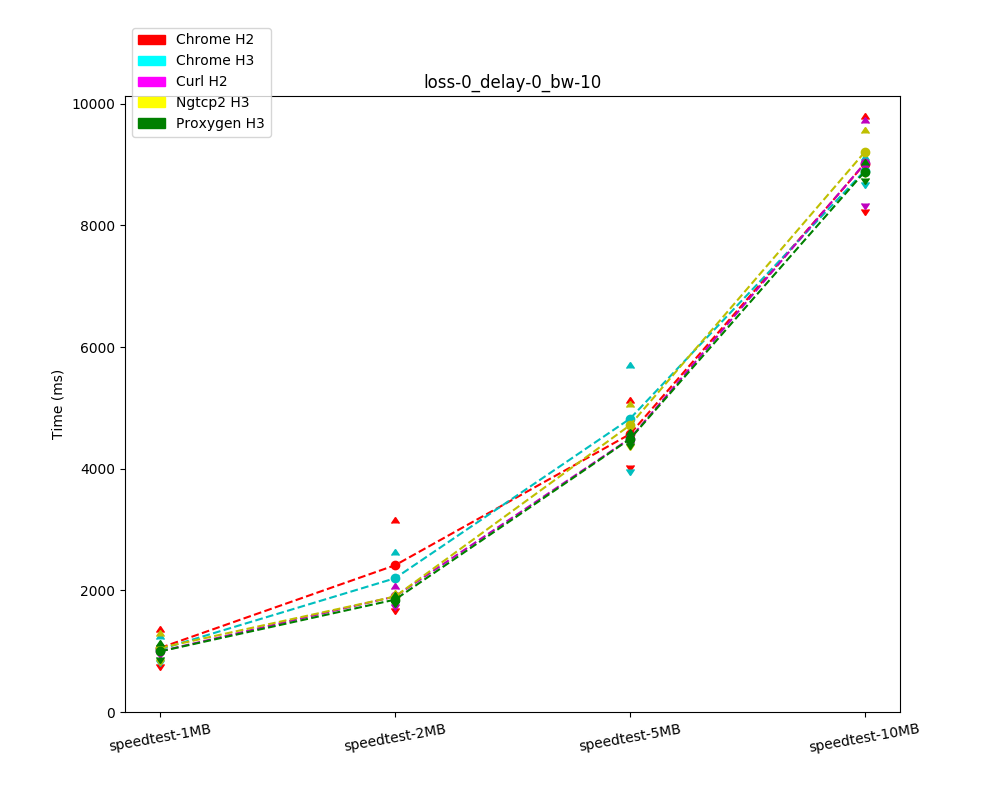 Chrome H2
Chrome H3
Curl H2
Ngtcp2 H3
Proxygen H3
loss-0_delay-0_bw-10
10000
8000
6000
4000
2000
0
Time (ms)
speedtest-1MB
speedtest-2MB
speedtest-5MB
speedtest-10MB